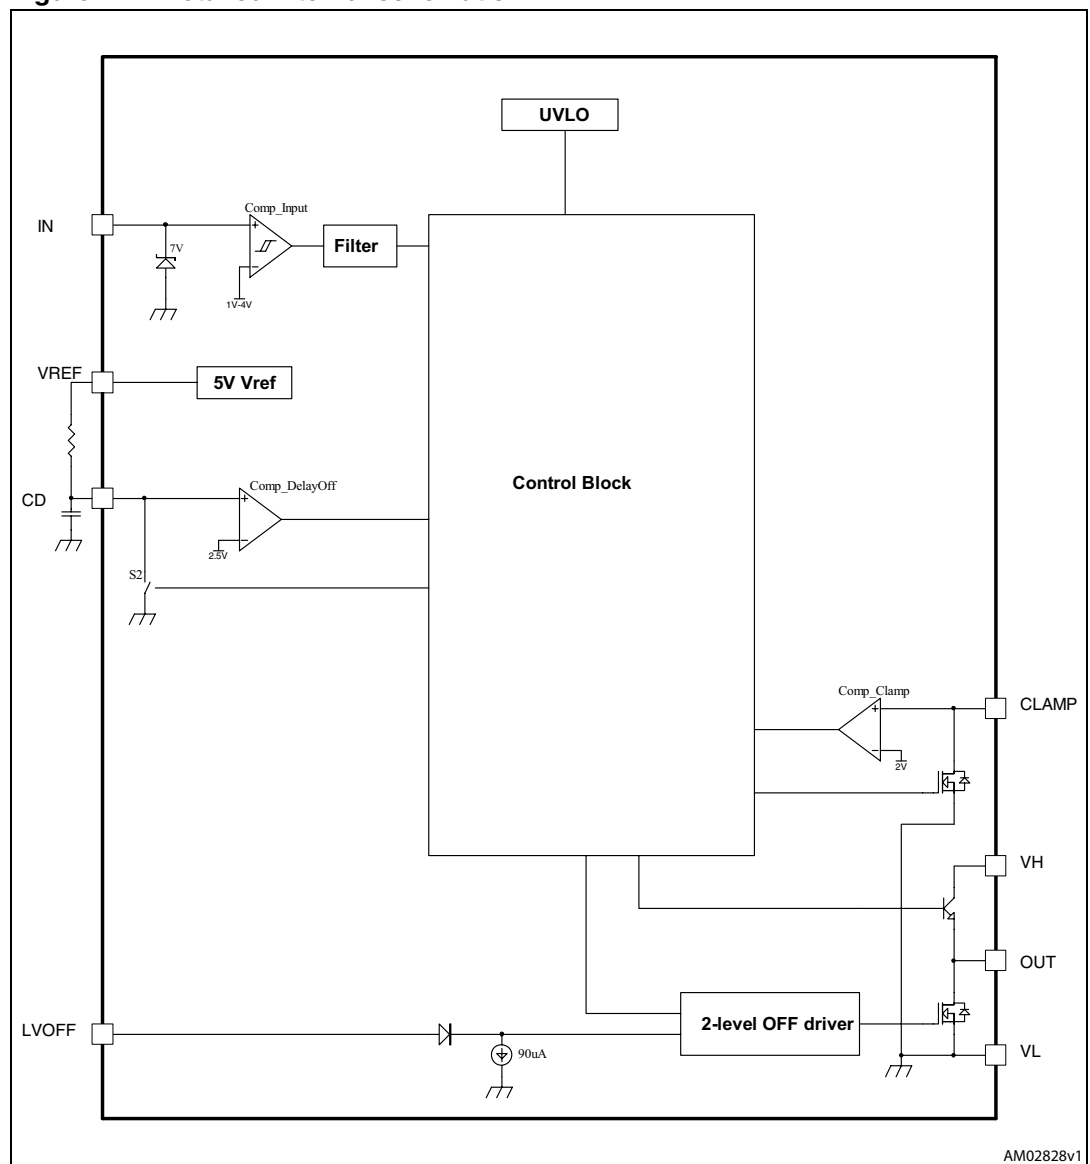 UVLO
IN
Comp_Input
+
7V
Filter
−
1V-4V
VREF
5V Vref
Control Block
CD
Comp_DelayOff
+
−
2.5V
S2
Comp_Clamp
CLAMP
+
−
2V
VH
OUT
LVOFF
2-level OFF driver
90uA
VL
AM02828v1